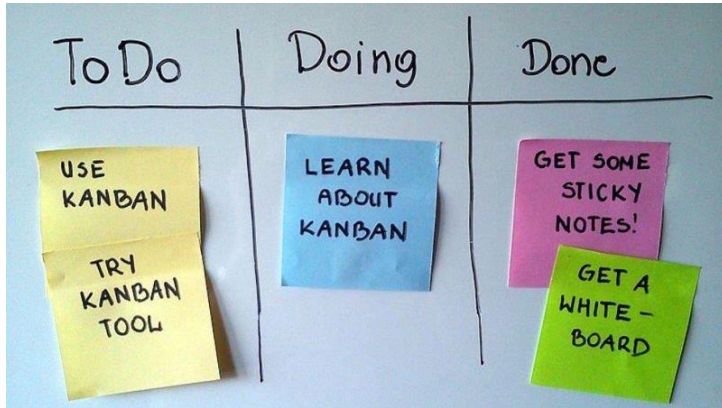 To Do
Doing
Done
USE
KANBAN
TRY
KANBAN
TOOL
LEARN
ABOUT
KANBAN
GET SOME
STICKY
NOTES!
GET A
WHITE-
BOARD